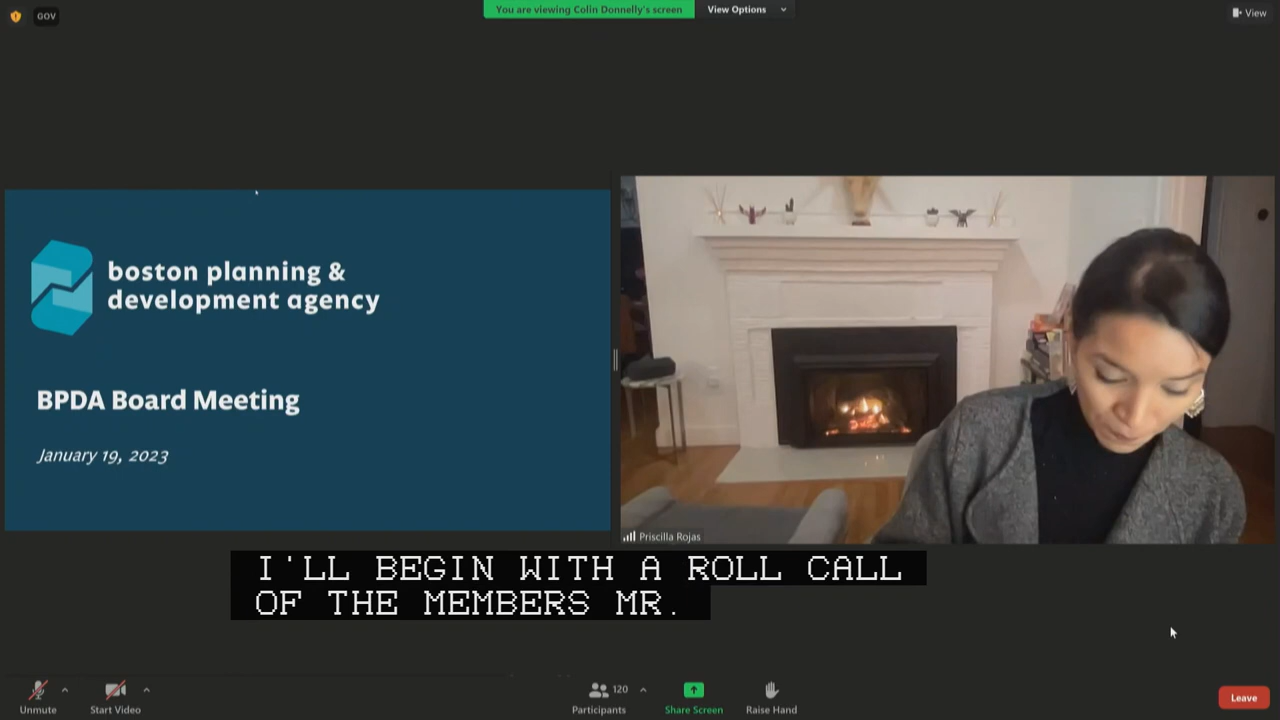 GOV
You are viewing Colin Donnelly's screen
View Options
View
boston planning &
development agency
BPDA Board Meeting
January 19, 2023
Priscilla Rojas
I'LL BEGIN WITH A ROLL CALL
OF THE MEMBERS MR.
Unmute
Start Video
120
Participants
Share Screen
Raise Hand
Leave